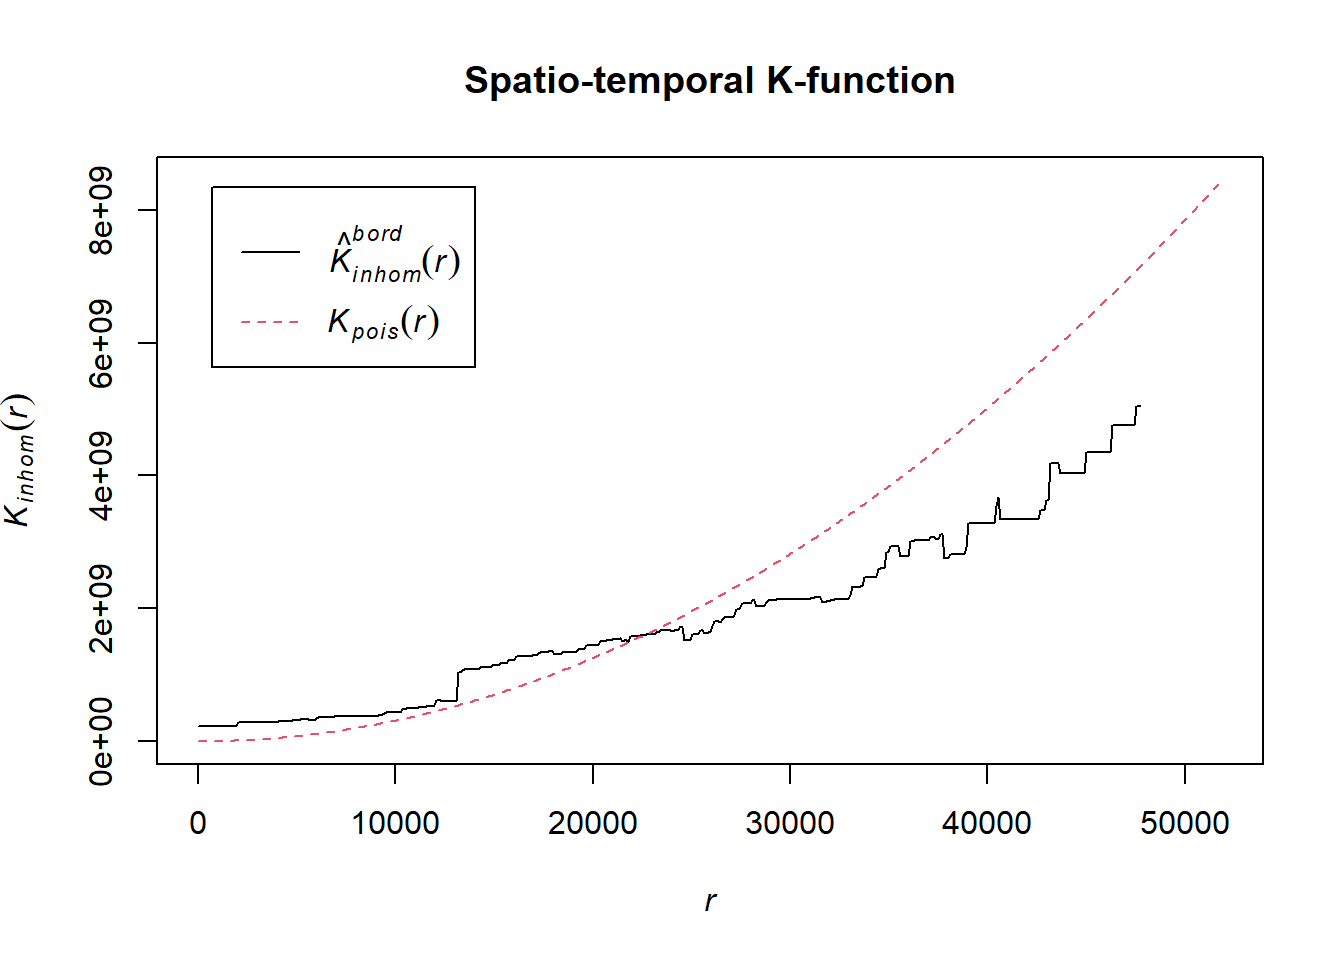 Spatio-temporal K-function
K̂ᵇᵒʳᵈ_inhom(r)
K_pois(r)
K_inhom(r)
8e+09
6e+09
4e+09
2e+09
0e+00
0 10000 20000 30000 40000 50000
r